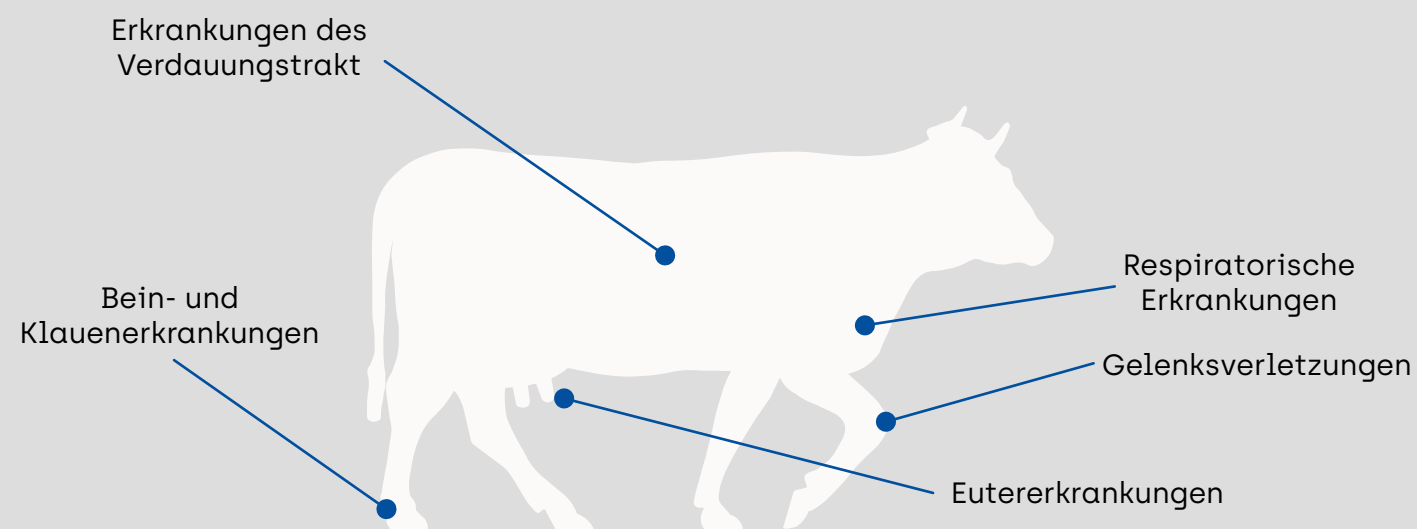 Erkrankungen des
Verdauungstrakt
Respiratorische
Erkrankungen
Bein- und
Klauenerkrankungen
Gelenksverletzungen
Eutererkrankungen